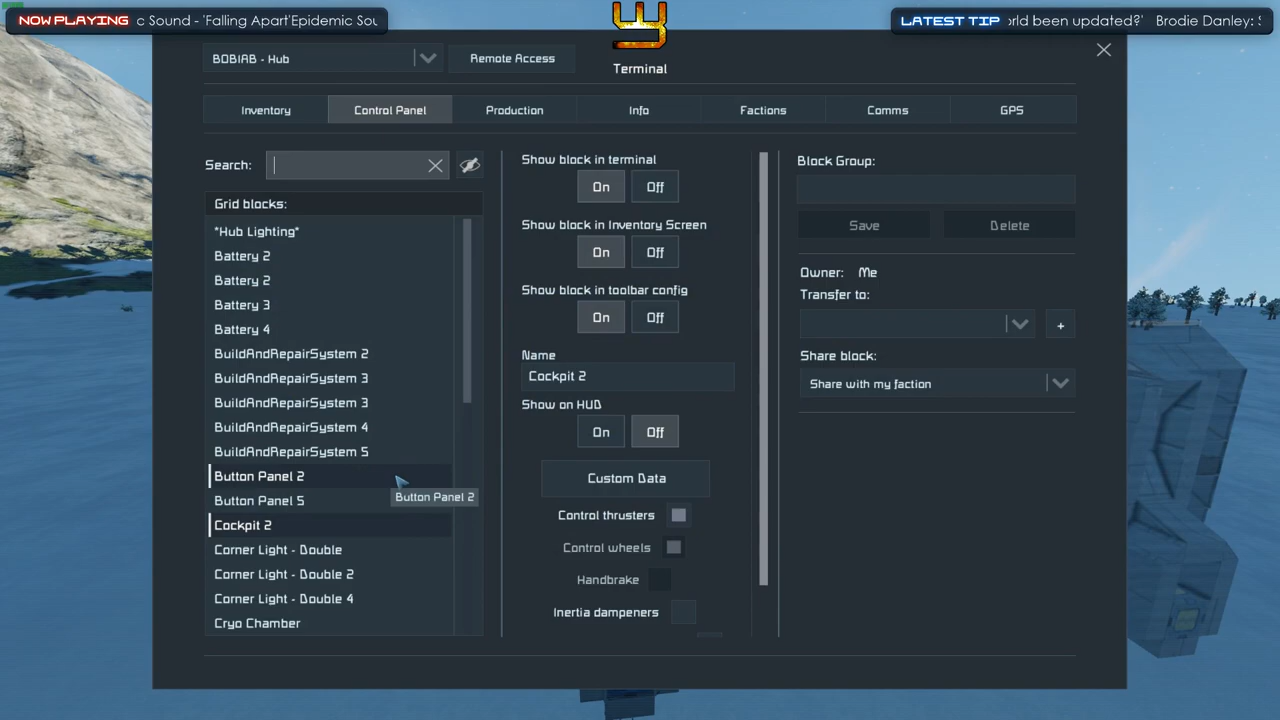 NOW PLAYING
c Sound - 'Falling Apart'Epidemic Sou
LATEST TIP
orld been updated?' Brodie Danley: S
BOBIAB - Hub
Remote Access
Terminal
Inventory
Control Panel
Production
Info
Factions
Comms
GPS
Search:
Grid blocks:
*Hub Lighting*
Battery 2
Battery 2
Battery 3
Battery 4
BuildAndRepairSystem 2
BuildAndRepairSystem 3
BuildAndRepairSystem 3
BuildAndRepairSystem 4
BuildAndRepairSystem 5
Button Panel 2
Button Panel 2
Button Panel 5
Cockpit 2
Corner Light - Double
Corner Light - Double 2
Corner Light - Double 4
Cryo Chamber
Show block in terminal
On Off
Show block in Inventory Screen
On Off
Show block in toolbar config
On Off
Name
Cockpit 2
Show on HUD
On Off
Custom Data
Control thrusters
Control wheels
Handbrake
Inertia dampeners
Block Group:
Save
Delete
Owner: Me
Transfer to:
+
Share block:
Share with my faction